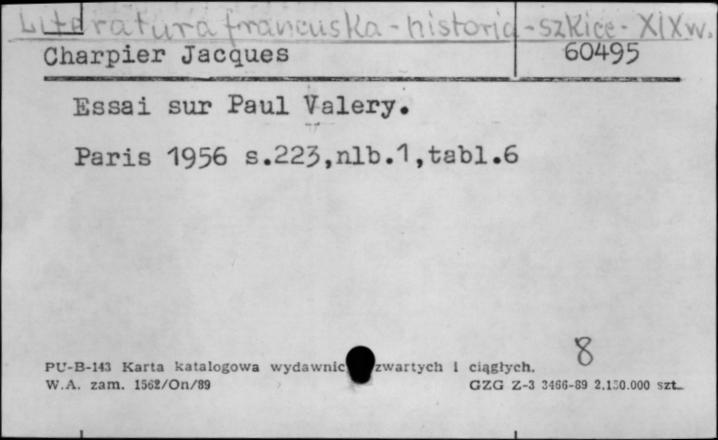 Literatura francuska - historia - szkice - XIX w.
Charpier Jacques 60495
Essai sur Paul Valery.
Paris 1956 s.223,nlb.1,tabl.6
8
PU-B-143 Karta katalogowa wydawnic zwartych i ciągłych.
W.A. zam. 1562/On/89 GZG Z-3 3466-89 2.150.000 szt.